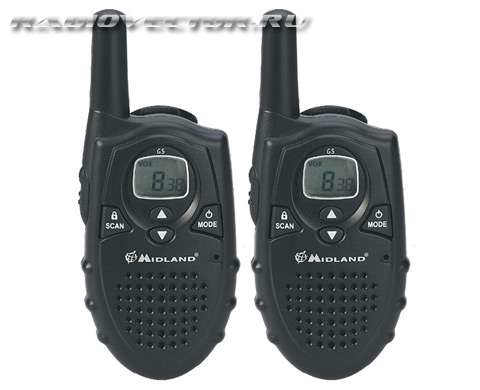 RADIOVECTOR.RU
G5 G5
VOX VOX
8 38 8 38
SCAN MODE SCAN MODE
MIDLAND® MIDLAND®